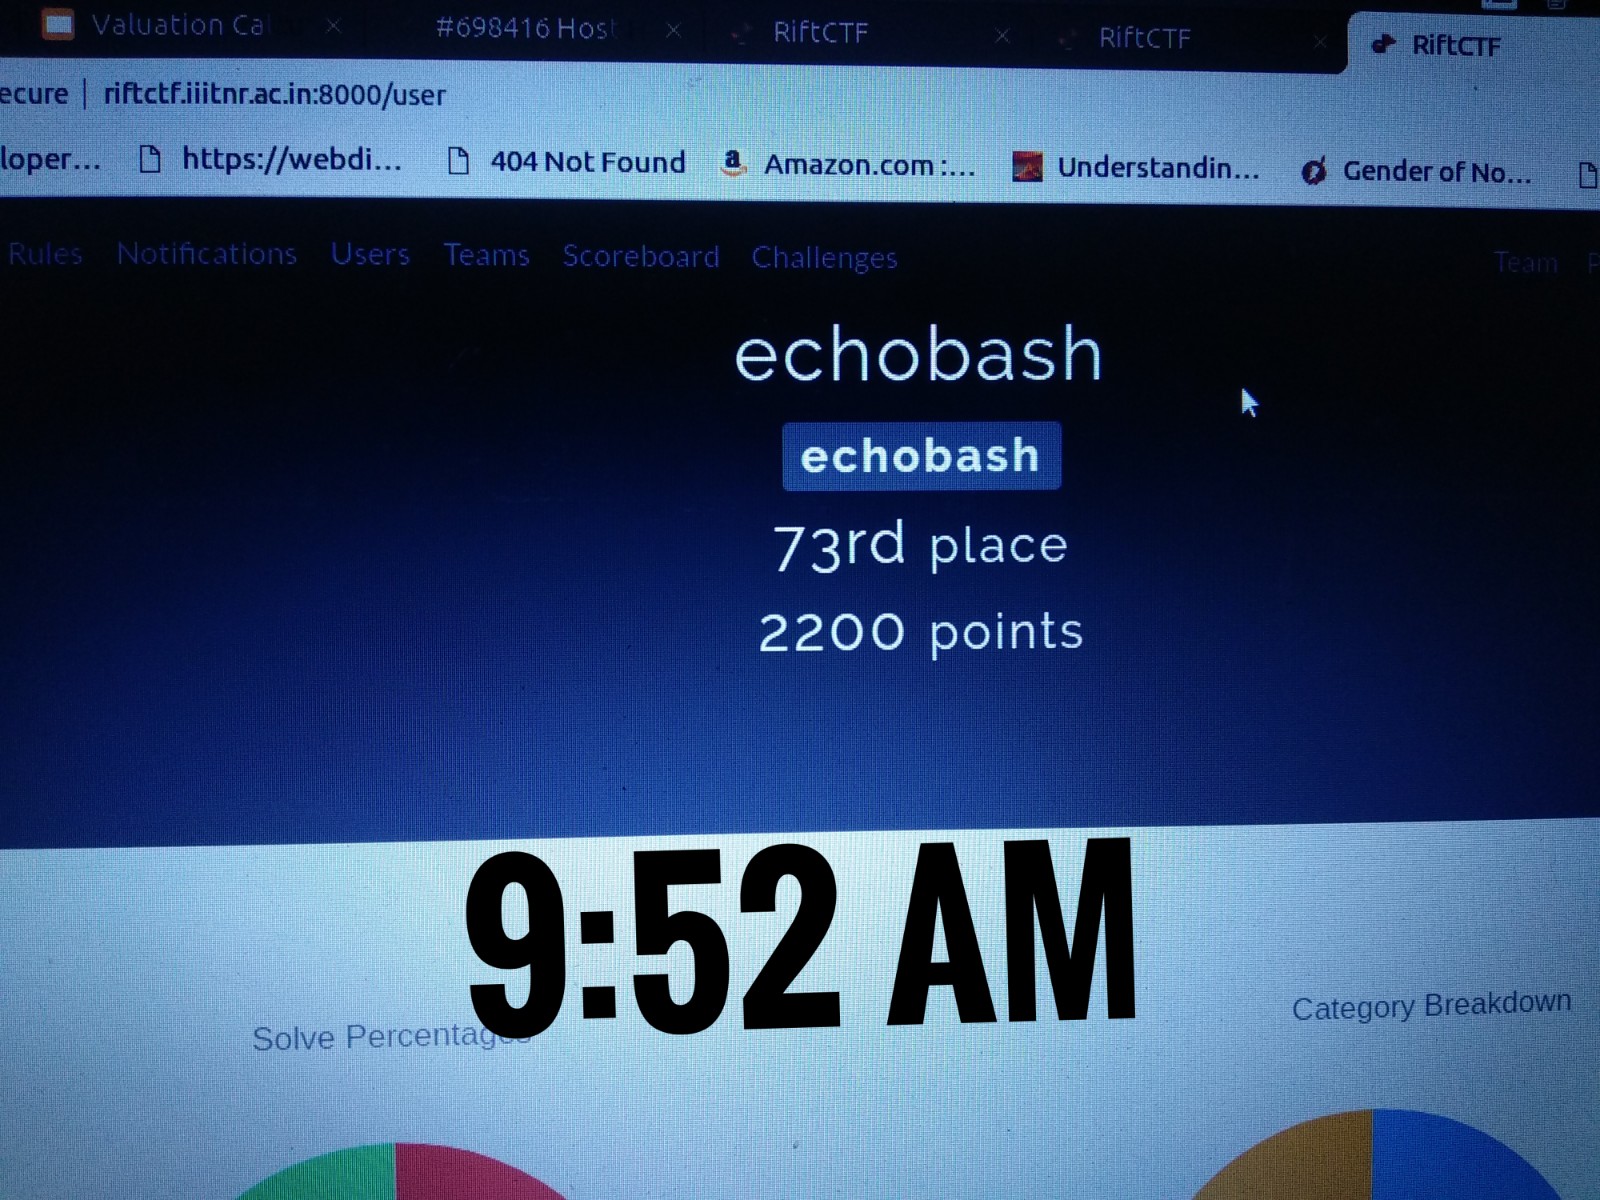 Valuation Cal
#698416 Host
RiftCTF
RiftCTF
RiftCTF
ecure | riftctf.iiitnr.ac.in:8000/user
loper...
https://webdi...
404 Not Found
Amazon.com :...
Understandin...
Gender of No...
Rules Notifications Users Teams Scoreboard Challenges Team
echobash
echobash
73rd place
2200 points
9:52 AM
Solve Percentages
Category Breakdown